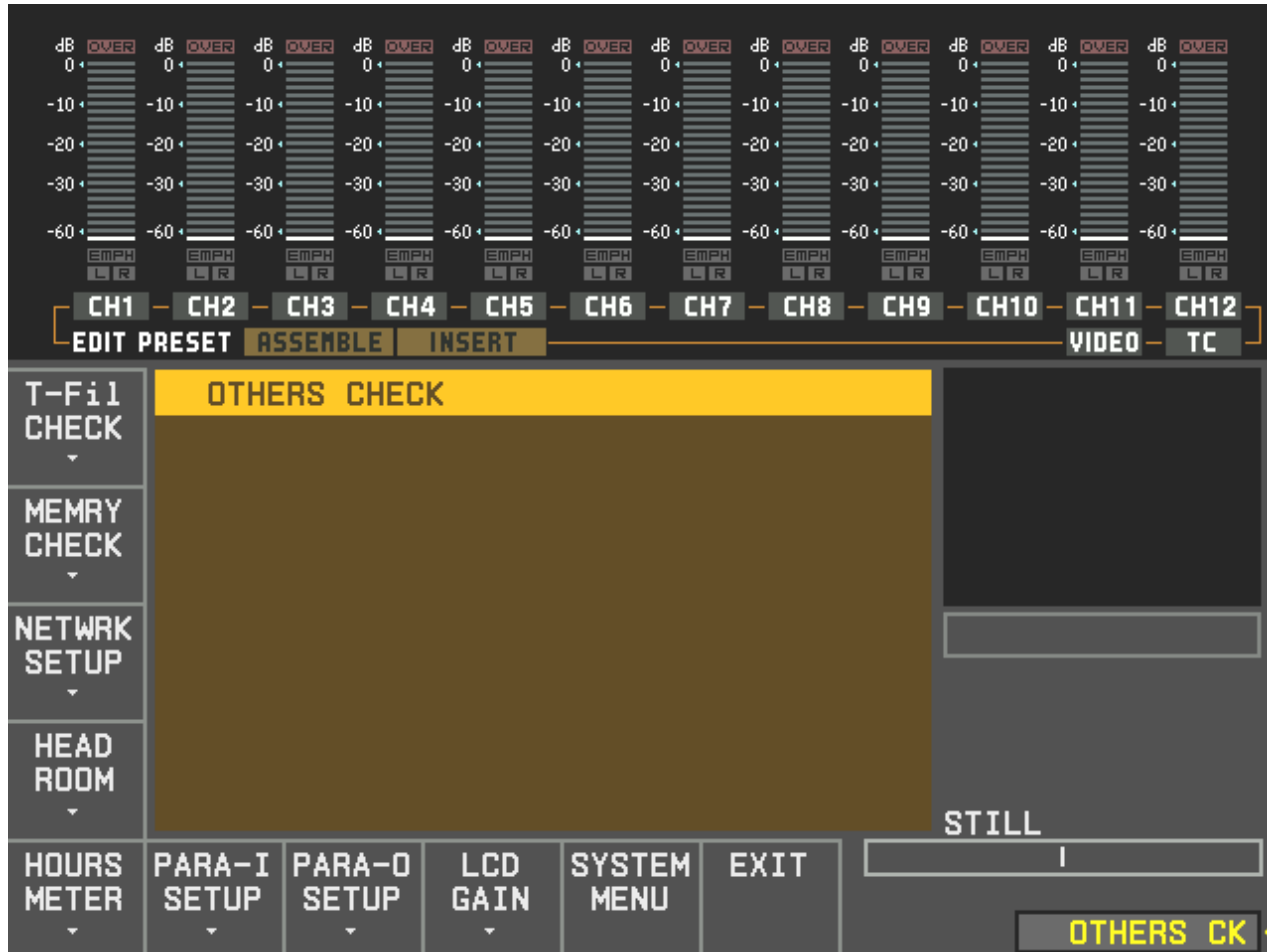 dB OVER dB OVER dB OVER dB OVER dB OVER dB OVER dB OVER dB OVER dB OVER dB OVER dB OVER dB OVER
0 0 0 0 0 0 0 0 0 0 0 0
-10 -10 -10 -10 -10 -10 -10 -10 -10 -10 -10 -10
-20 -20 -20 -20 -20 -20 -20 -20 -20 -20 -20 -20
-30 -30 -30 -30 -30 -30 -30 -30 -30 -30 -30 -30
-60 -60 -60 -60 -60 -60 -60 -60 -60 -60 -60 -60
EMPH EMPH EMPH EMPH EMPH EMPH EMPH EMPH EMPH EMPH EMPH EMPH
L R L R L R L R L R L R L R L R L R L R L R L R
CH1 CH2 CH3 CH4 CH5 CH6 CH7 CH8 CH9 CH10 CH11 CH12
EDIT PRESET ASSEMBLE INSERT VIDEO TC
T-Fil
CHECK
OTHERS CHECK
MEMRY
CHECK
NETWRK
SETUP
HEAD
ROOM
STILL
HOURS
METER
PARA-I
SETUP
PARA-O
SETUP
LCD
GAIN
SYSTEM
MENU
EXIT
OTHERS CK